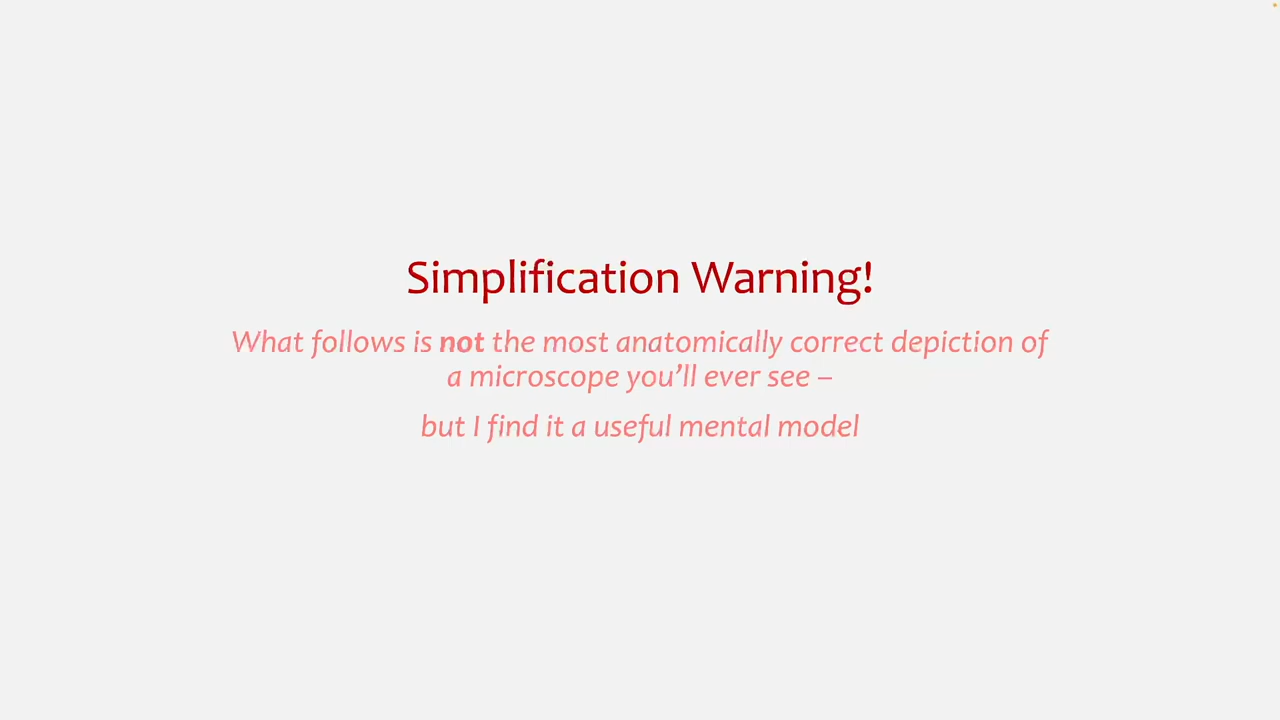 Simplification Warning!
What follows is not the most anatomically correct depiction of
a microscope you’ll ever see –
but I find it a useful mental model